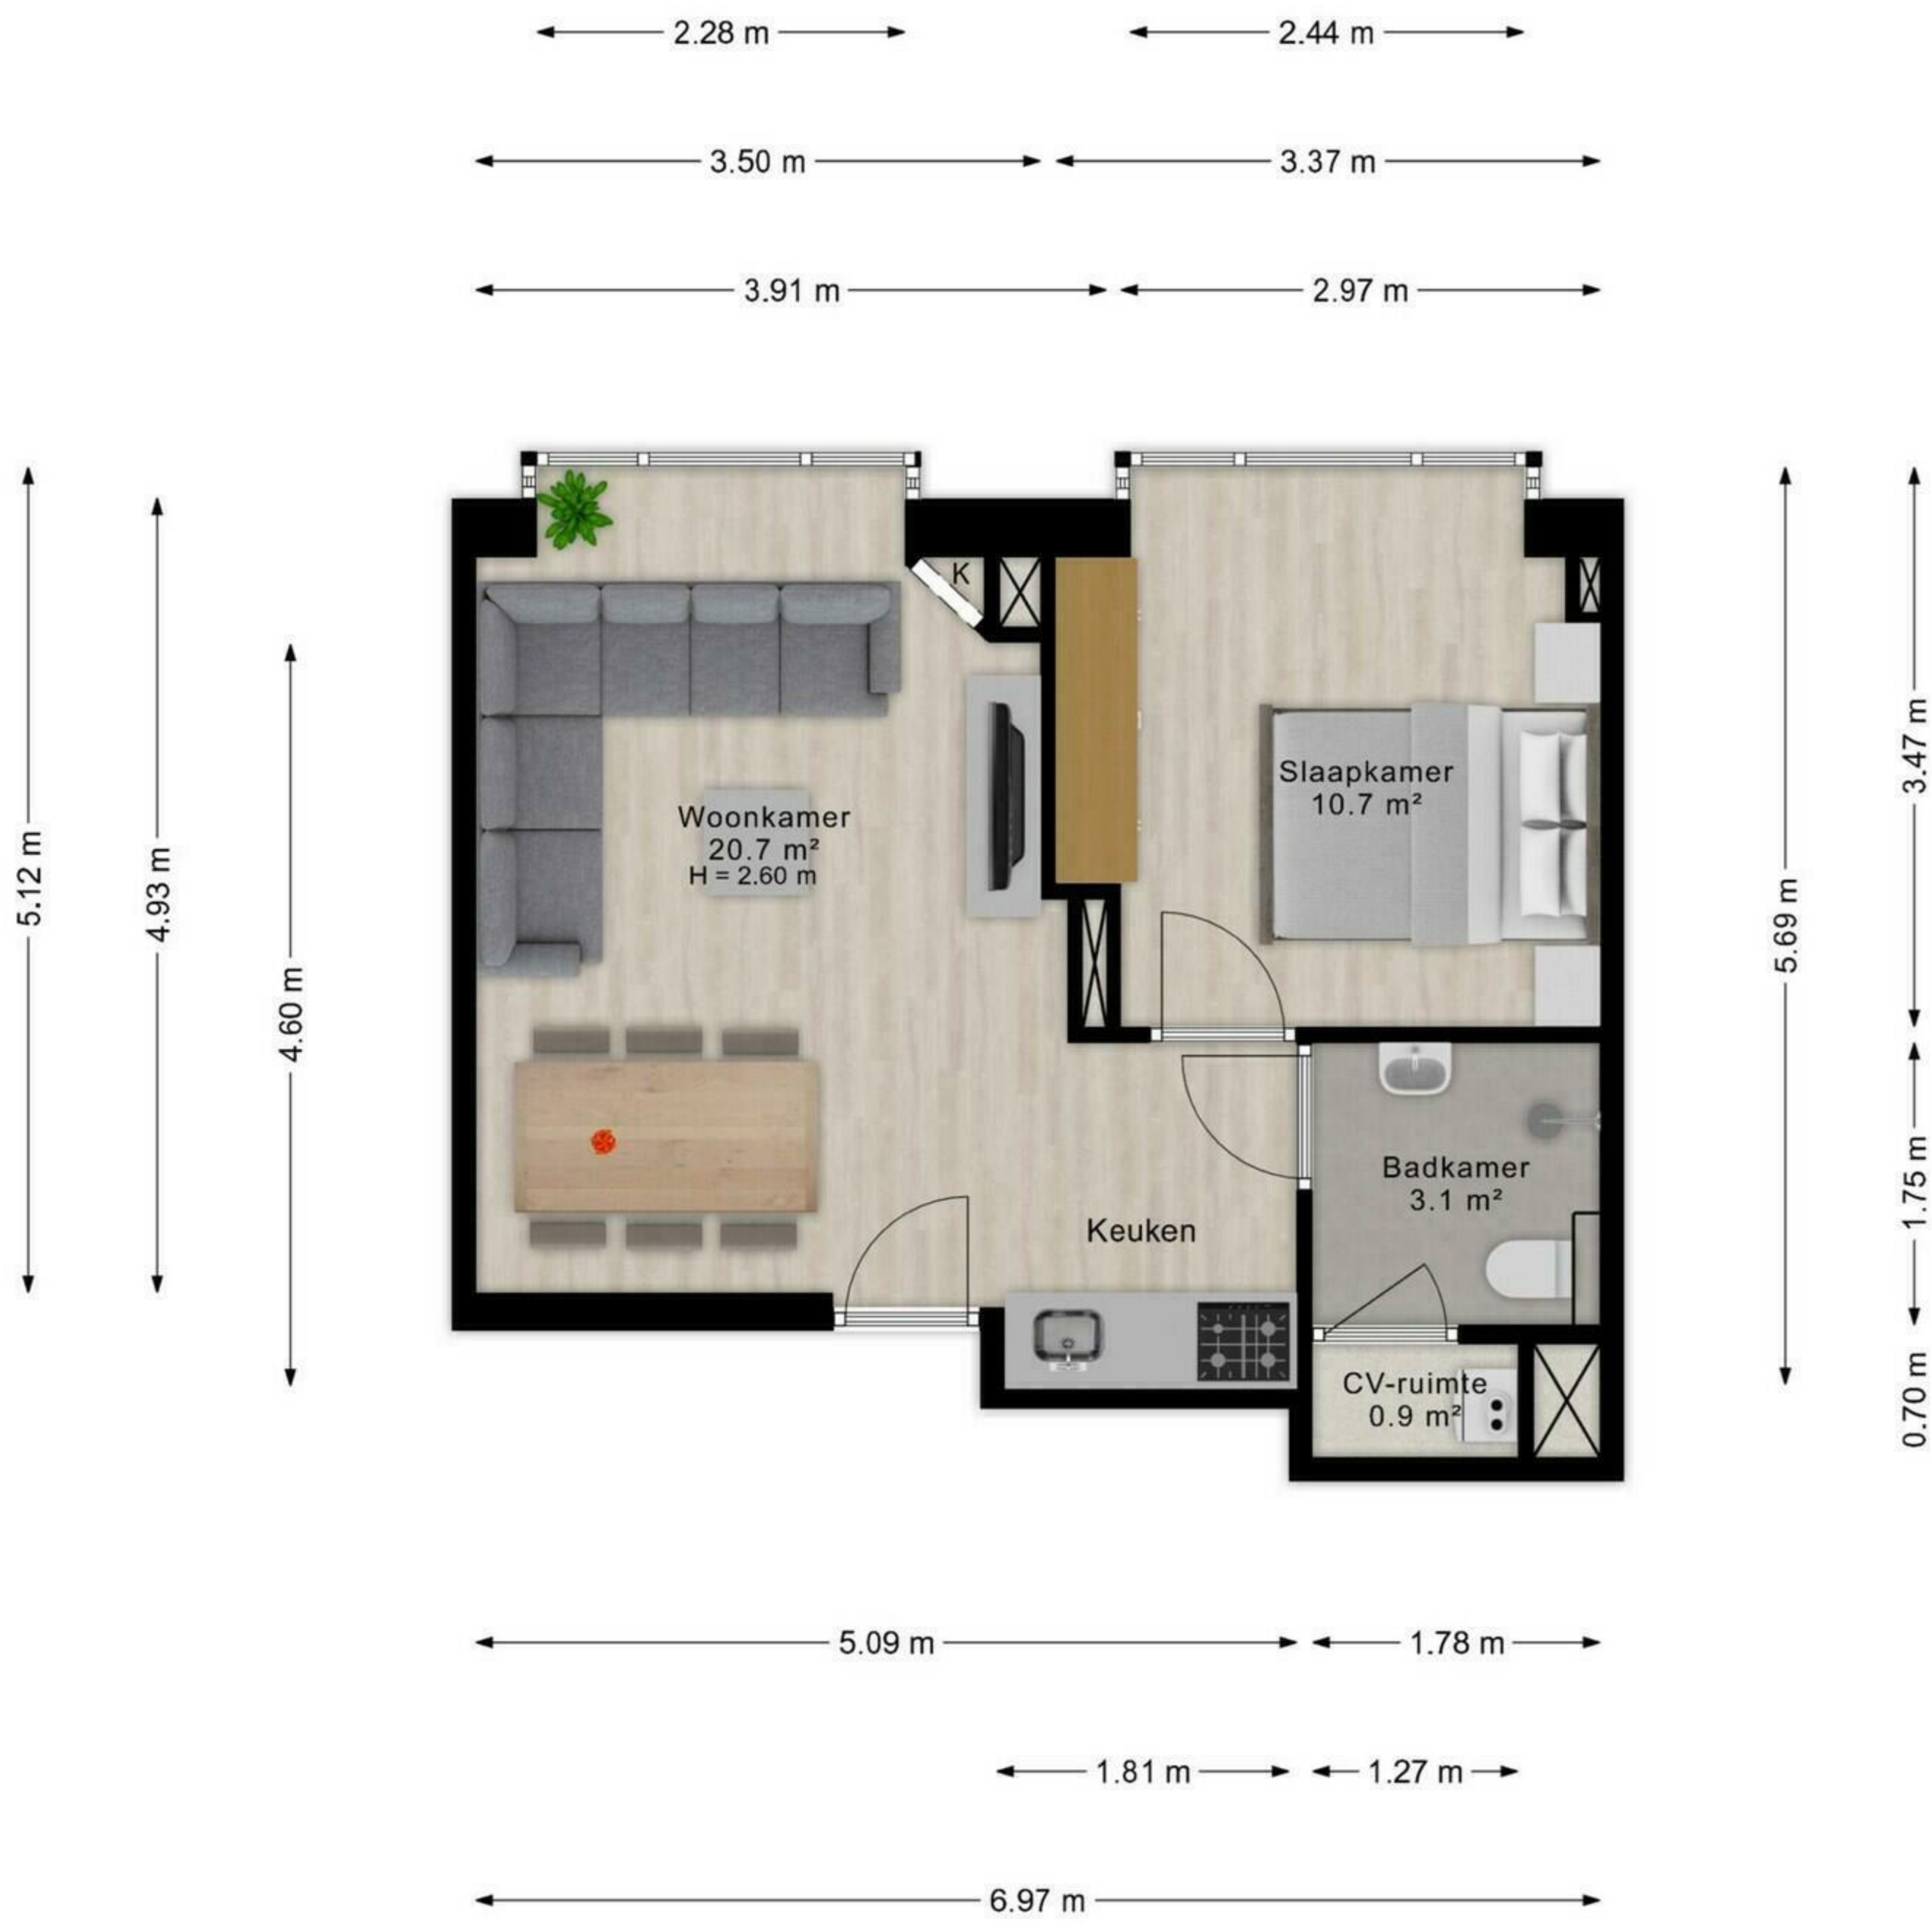 2.28 m
2.44 m
3.50 m
3.37 m
3.91 m
2.97 m
K
Woonkamer
20.7 m²
H = 2.60 m
Slaapkamer
10.7 m²
5.12 m
4.93 m
4.60 m
5.69 m
3.47 m
1.75 m
0.70 m
Badkamer
3.1 m²
Keuken
CV-ruimte
0.9 m²
5.09 m
1.78 m
1.81 m
1.27 m
6.97 m